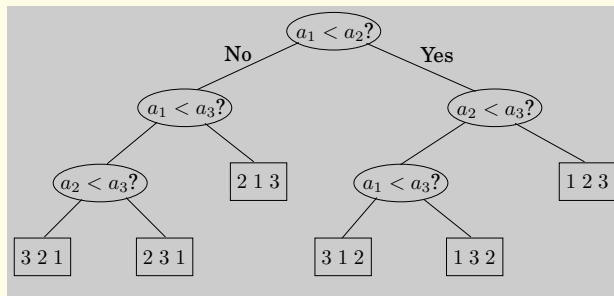 a₁ < a₂?
No Yes
a₁ < a₃? a₂ < a₃?
a₂ < a₃? 2 1 3 a₁ < a₃? 1 2 3
3 2 1 2 3 1 3 1 2 1 3 2